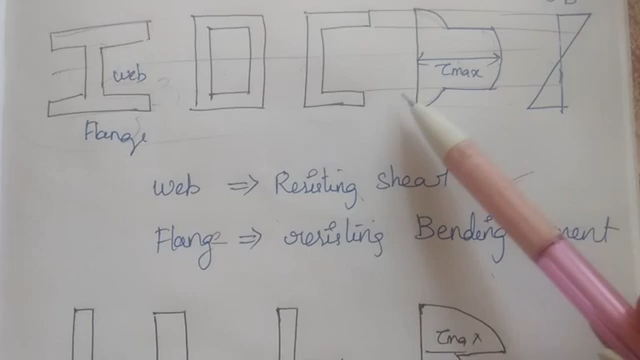 web
τmax
Flange
web ⇒ Resisting Shear
Flange ⇒ resisting Bending
τmax